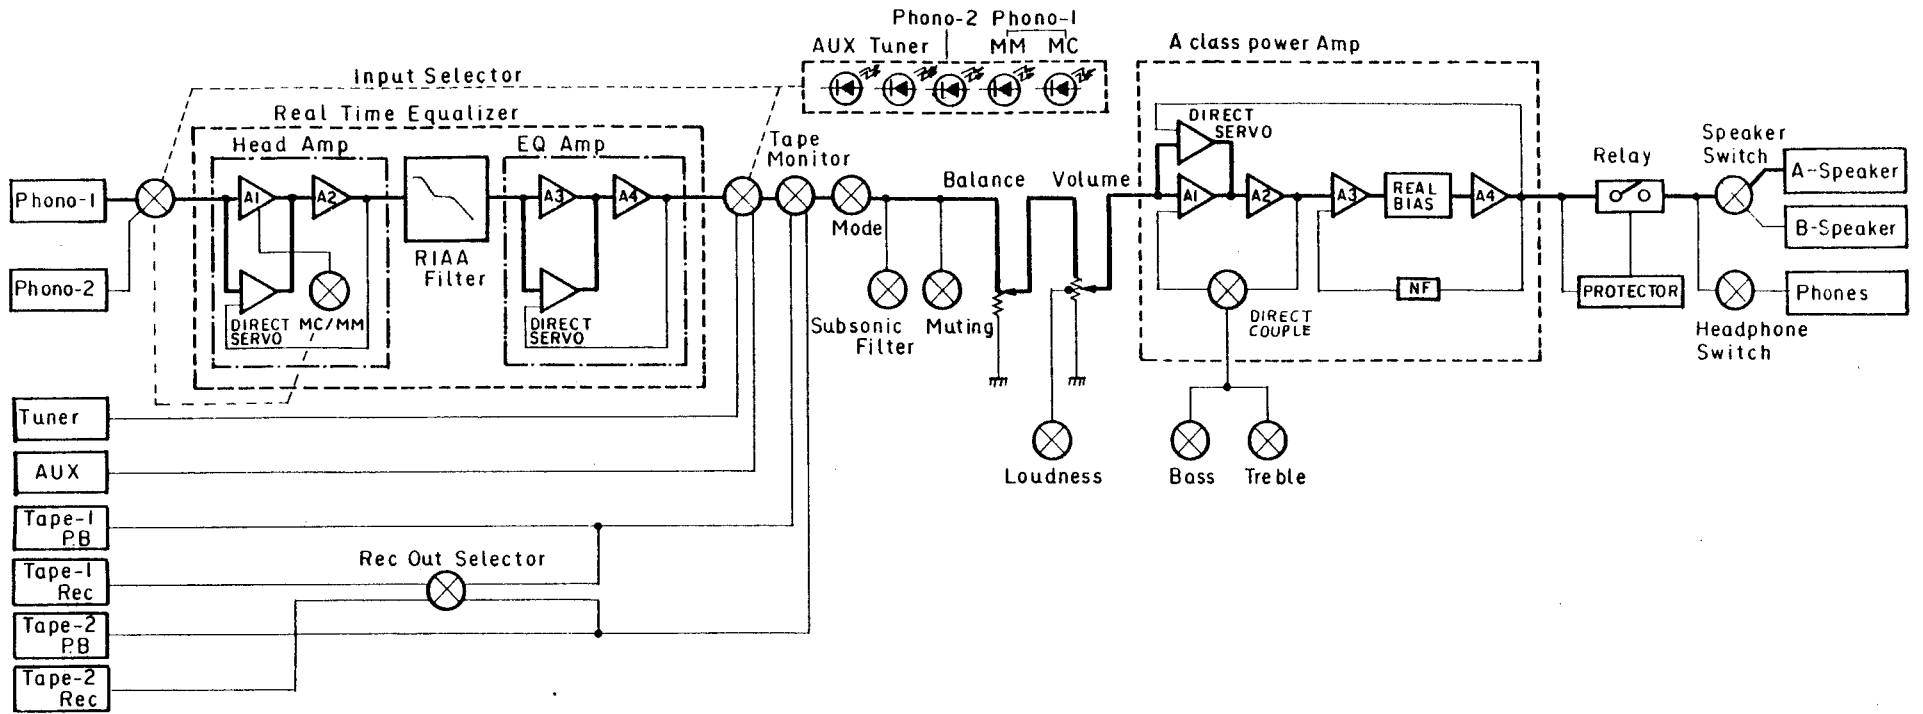 Phono-2 Phono-1
AUX Tuner MM MC
A class power Amp
Input Selector
Real Time Equalizer
Head Amp
EQ Amp
Tape
Monitor
DIRECT
SERVO
Speaker
Switch
Relay
Phono-1
A1
A2
A3
A4
Balance
Volume
A1
A2
A3
REAL
BIAS
A4
A-Speaker
B-Speaker
Mode
RIAA
Filter
Phono-2
DIRECT
SERVO
MC/MM
DIRECT
SERVO
Subsonic
Filter
Muting
NF
DIRECT
COUPLE
PROTECTOR
Phones
Headphone
Switch
Tuner
AUX
Loudness
Bass
Treble
Tape-1
P.B
Rec Out Selector
Tape-1
Rec
Tape-2
P.B
Tape-2
Rec